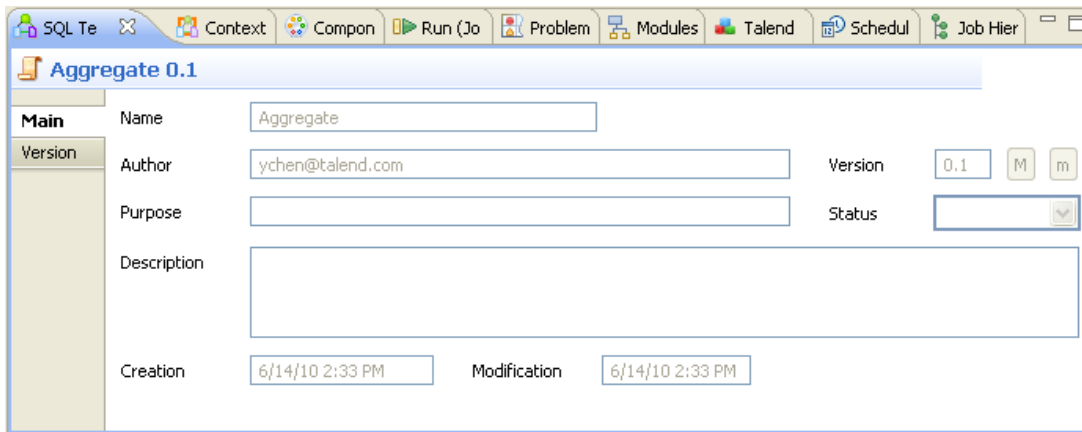 SQL Te Context Compon Run (Jo Problem Modules Talend Schedul Job Hier
Aggregate 0.1
Main
Version
Name Aggregate
Author ychen@talend.com Version 0.1 M m
Purpose Status
Description
Creation 6/14/10 2:33 PM Modification 6/14/10 2:33 PM